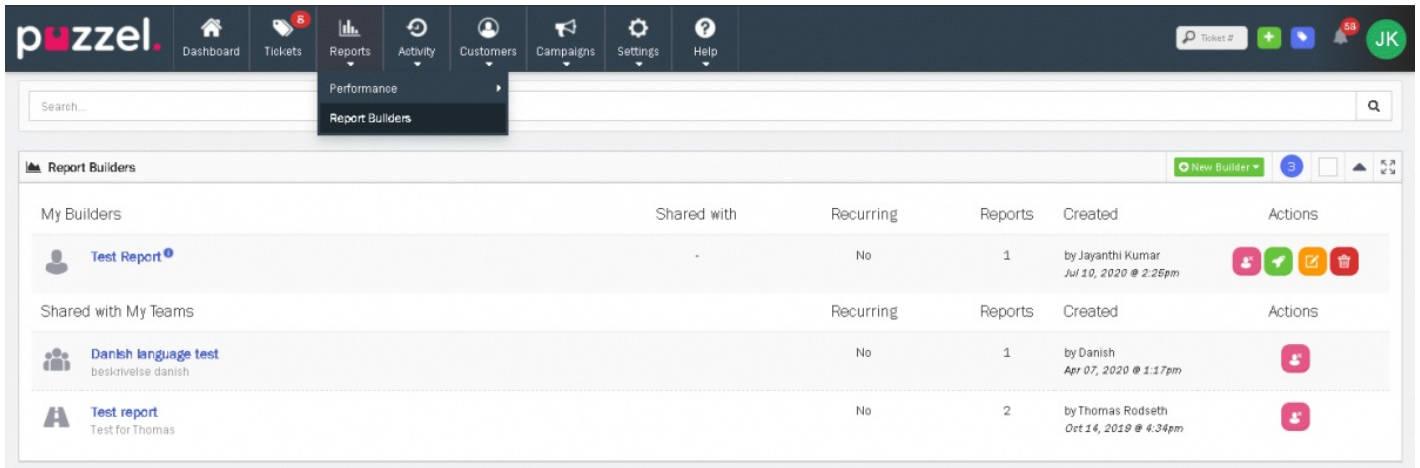 puzzel.
Dashboard
Tickets
8
Reports
Activity
Customers
Campaigns
Settings
Help
Ticket #
58
JK
Performance
Report Builders
Search...
Report Builders
New Builder
3
My Builders Shared with Recurring Reports Created Actions
Test Report - No 1 by Jayanthi Kumar
Jul 10, 2020 @ 2:25pm
Shared with My Teams Recurring Reports Created Actions
Danish language test No 1 by Danish
beskrivelse danish Apr 07, 2020 @ 1:17pm
Test report No 2 by Thomas Rodseth
Test for Thomas Oct 14, 2019 @ 4:34pm